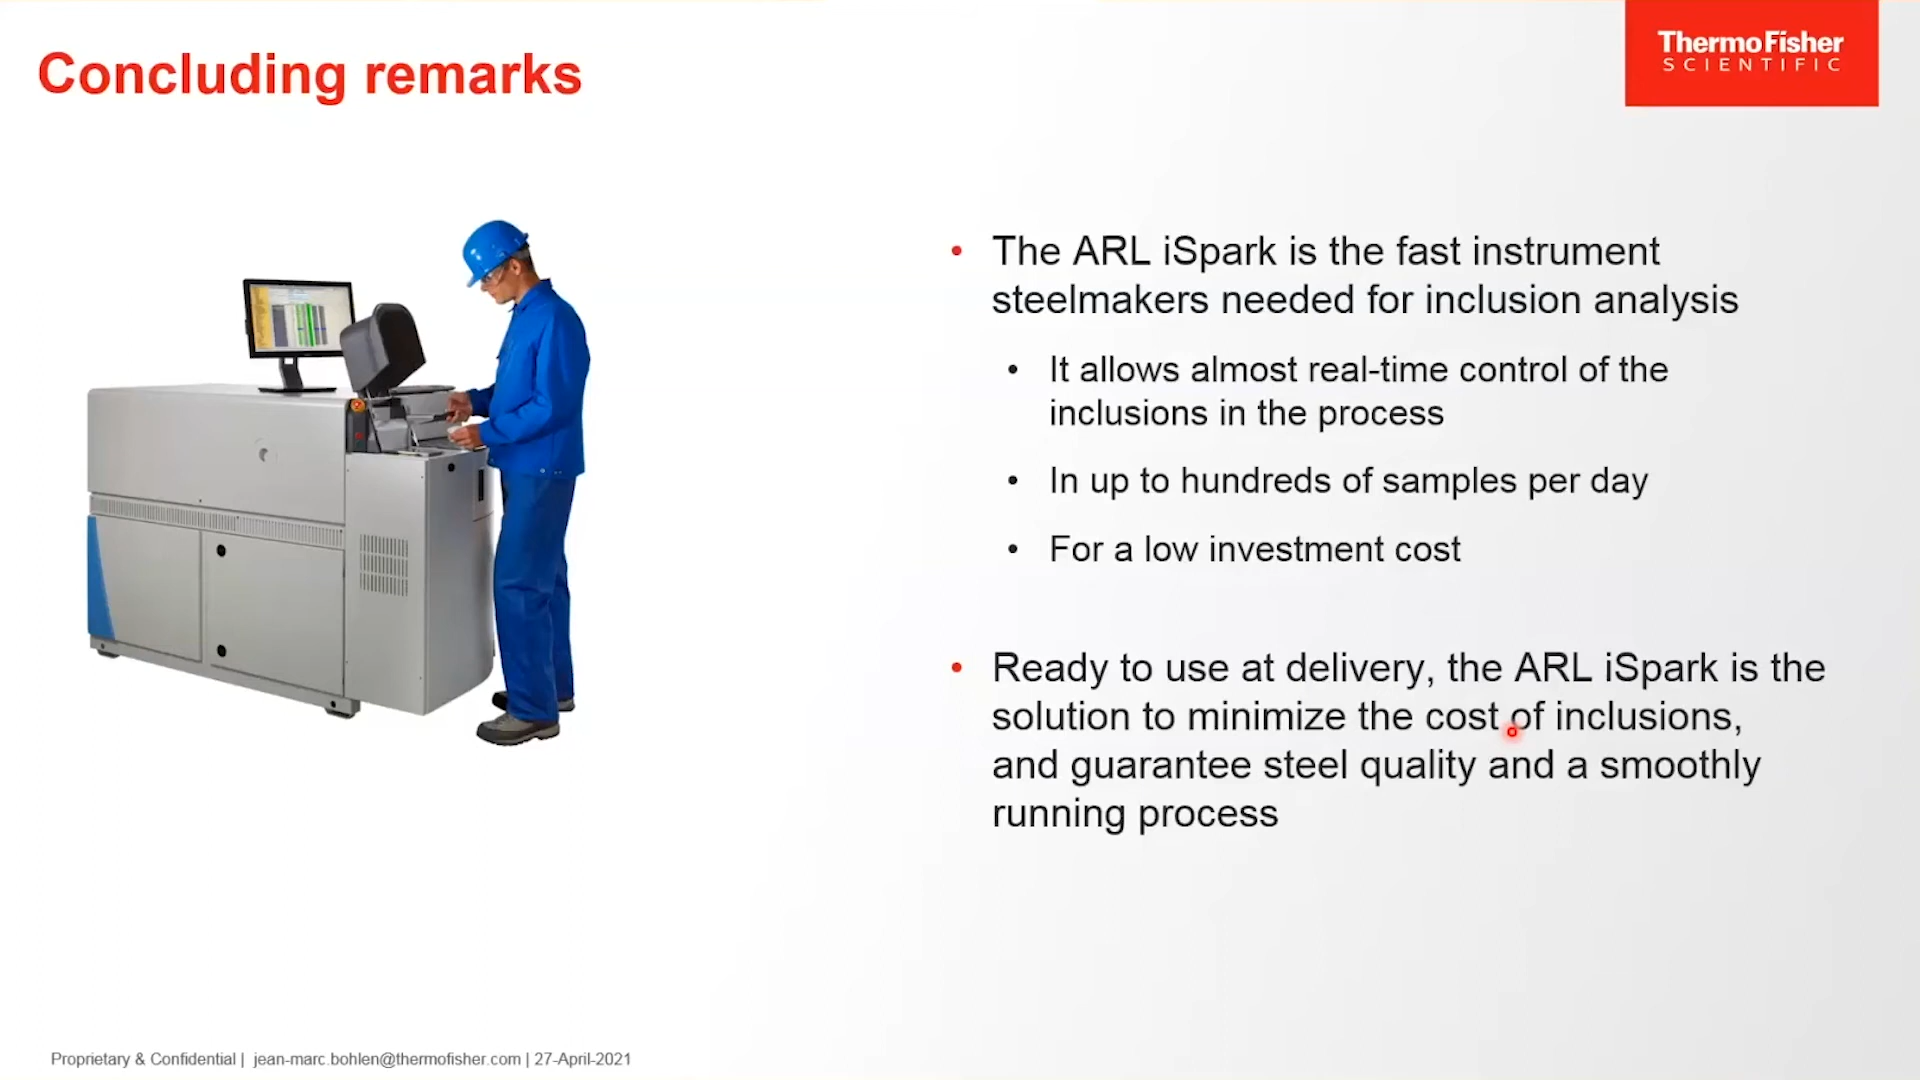 Concluding remarks
ThermoFisher
SCIENTIFIC
• The ARL iSpark is the fast instrument
steelmakers needed for inclusion analysis
• It allows almost real-time control of the
inclusions in the process
• In up to hundreds of samples per day
• For a low investment cost
• Ready to use at delivery, the ARL iSpark is the
solution to minimize the cost of inclusions,
and guarantee steel quality and a smoothly
running process
Proprietary & Confidential | jean-marc.bohlen@thermofisher.com | 27-April-2021